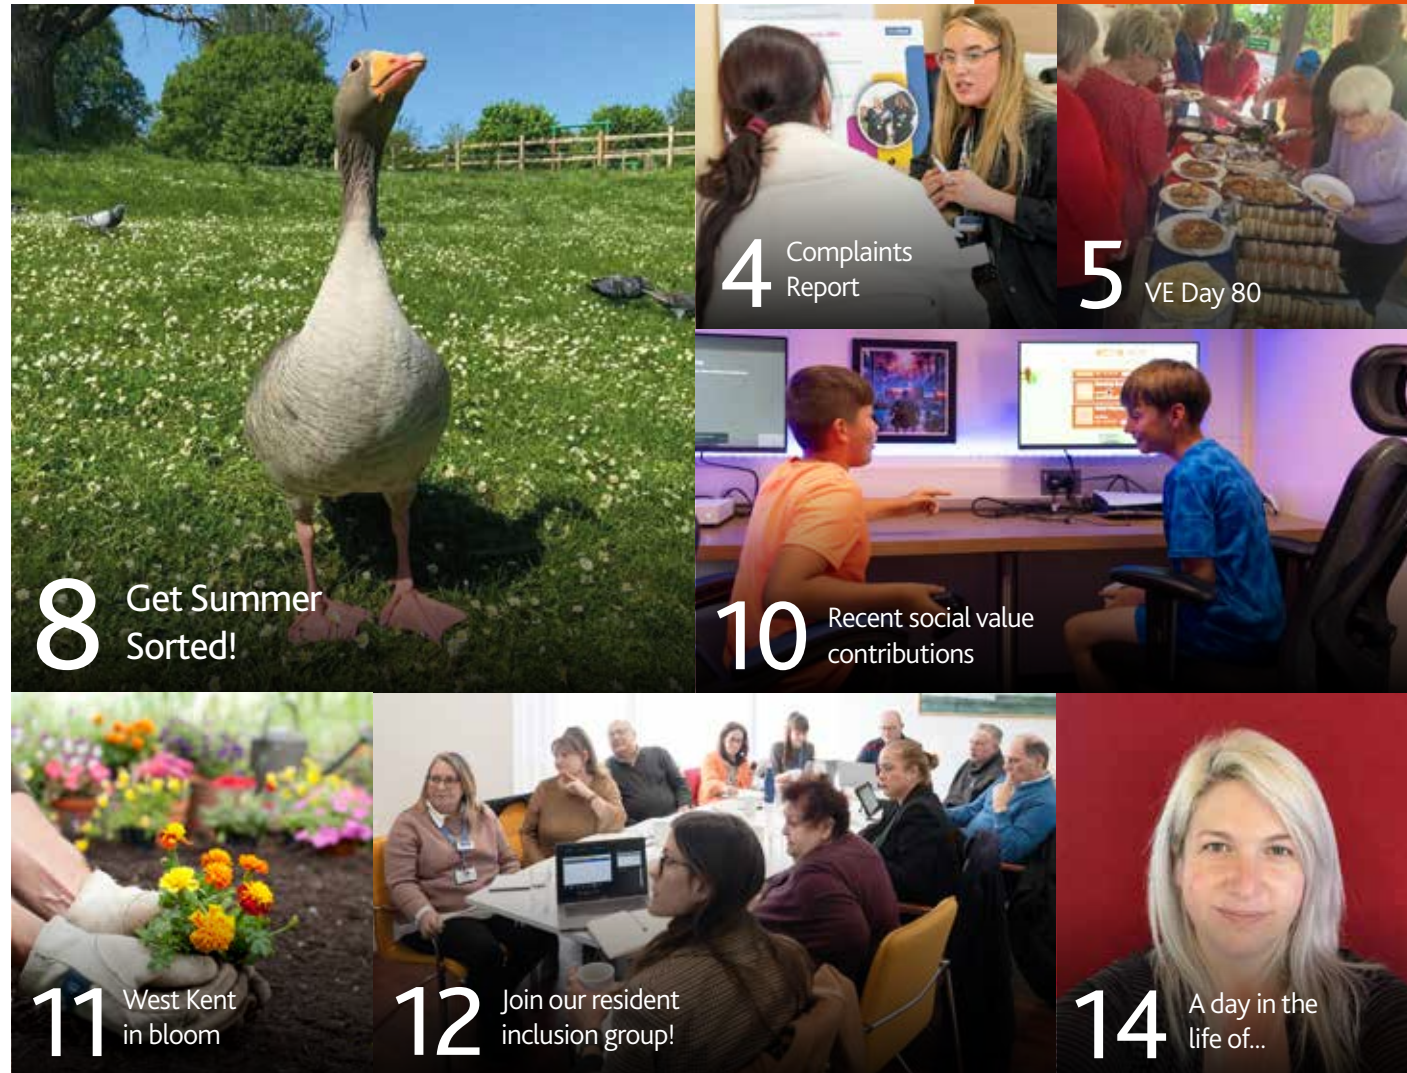 4
Complaints
Report
5
VE Day 80
8
Get Summer
Sorted!
10
Recent social value
contributions
11
West Kent
in bloom
12
Join our resident
inclusion group!
14
A day in the
life of...